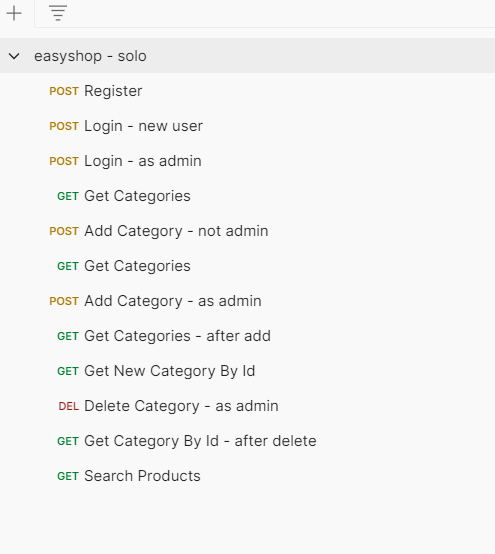 easyshop - solo
POST Register
POST Login - new user
POST Login - as admin
GET Get Categories
POST Add Category - not admin
GET Get Categories
POST Add Category - as admin
GET Get Categories - after add
GET Get New Category By Id
DEL Delete Category - as admin
GET Get Category By Id - after delete
GET Search Products